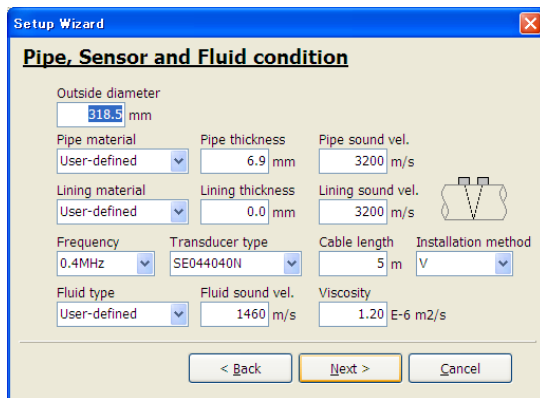 Setup Wizard
Pipe, Sensor and Fluid condition
Outside diameter
318.5 mm
Pipe material Pipe thickness Pipe sound vel.
User-defined 6.9 mm 3200 m/s
Lining material Lining thickness Lining sound vel.
User-defined 0.0 mm 3200 m/s
Frequency Transducer type Cable length Installation method
0.4MHz SE044040N 5 m V
Fluid type Fluid sound vel. Viscosity
User-defined 1460 m/s 1.20 E-6 m2/s
< Back Next > Cancel